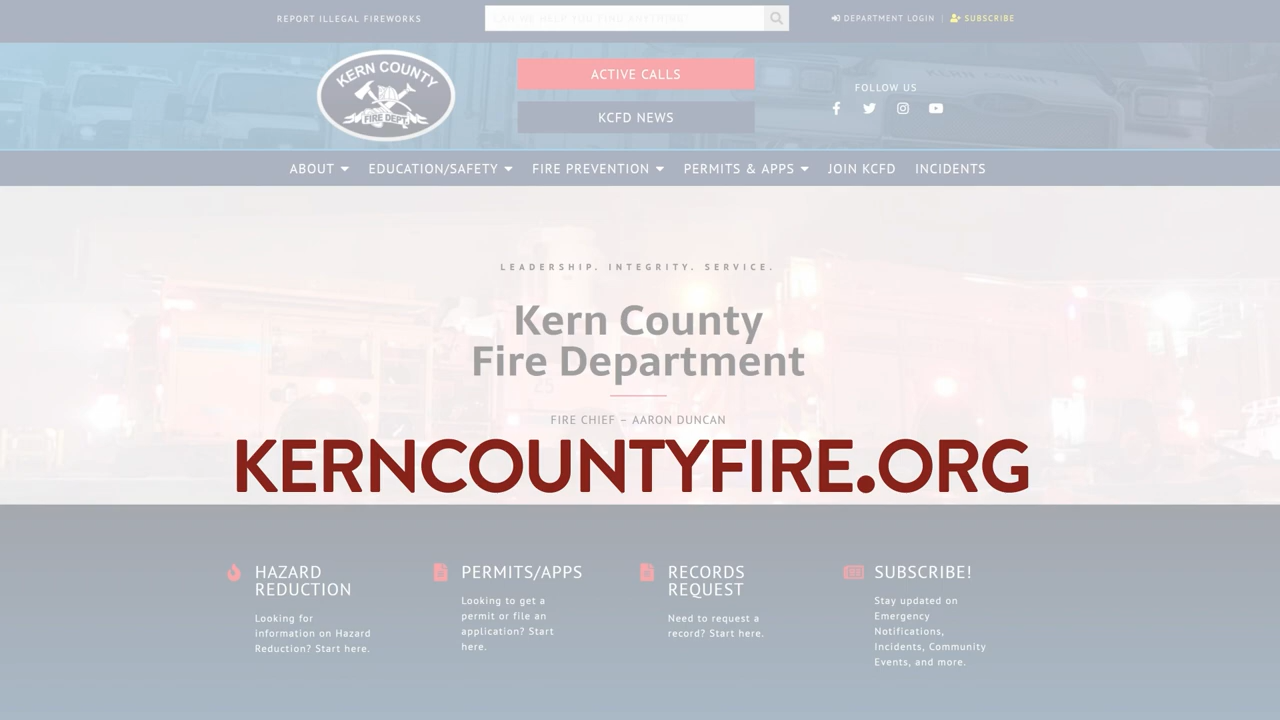 REPORT ILLEGAL FIREWORKS
DEPARTMENT LOGIN | SUBSCRIBE
KERN COUNTY
FIRE DEPT.
ACTIVE CALLS
KCFD NEWS
FOLLOW US
ABOUT EDUCATION/SAFETY FIRE PREVENTION PERMITS & APPS JOIN KCFD INCIDENTS
LEADERSHIP. INTEGRITY. SERVICE.
Kern County
Fire Department
FIRE CHIEF – AARON DUNCAN
KERNCOUNTYFIRE.ORG
HAZARD
REDUCTION
Looking for
information on Hazard
Reduction? Start here.
PERMITS/APPS
Looking to get a
permit or file an
application? Start
here.
RECORDS
REQUEST
Need to request a
record? Start here.
SUBSCRIBE!
Stay updated on
Emergency
Notifications,
Incidents, Community
Events, and more.